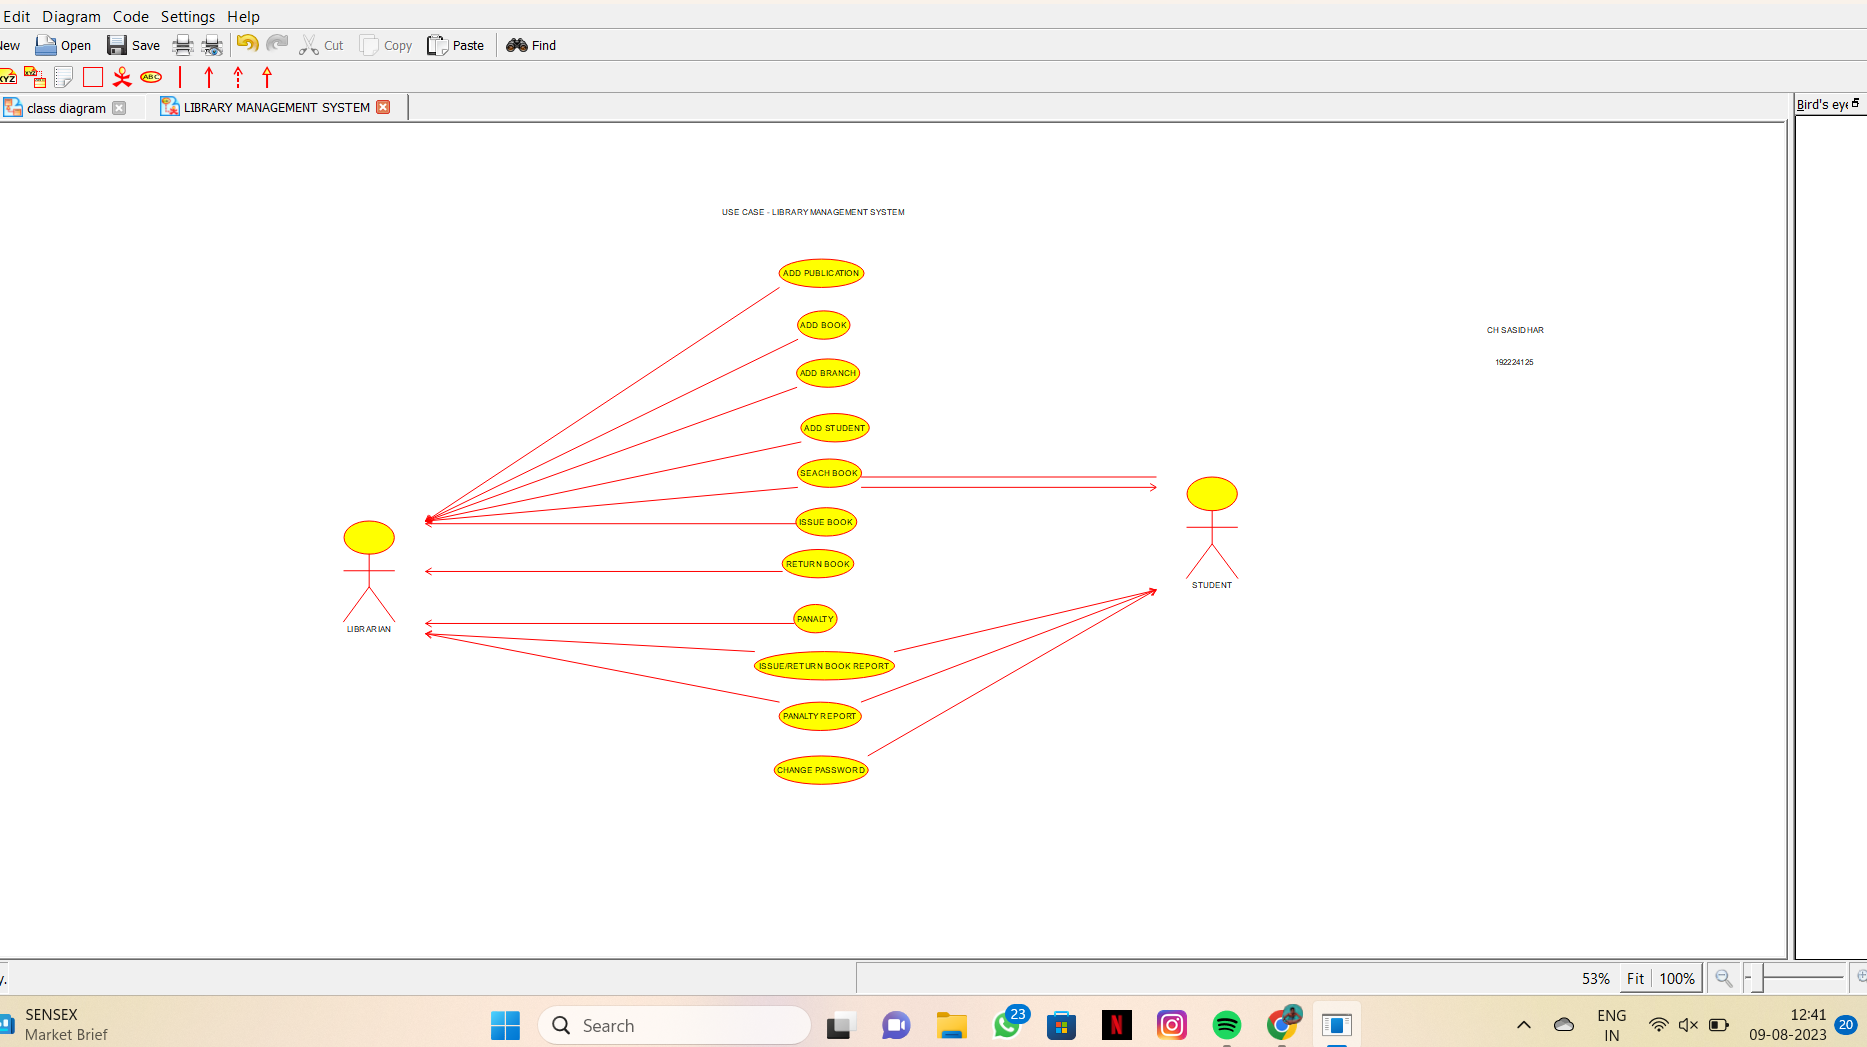 Edit Diagram Code Settings Help
New Open Save Cut Copy Paste Find
XYZ XYZ ABC
class diagram LIBRARY MANAGEMENT SYSTEM Bird's eye
USE CASE - LIBRARY MANAGEMENT SYSTEM
ADD PUBLICATION
ADD BOOK
CH SASIDHAR
192224125
ADD BRANCH
ADD STUDENT
SEACH BOOK
ISSUE BOOK
RETURN BOOK
STUDENT
PANALTY
LIBRARIAN
ISSUE/RETURN BOOK REPORT
PANALTY REPORT
CHANGE PASSWORD
y. 53% Fit 100%
SENSEX
Market Brief
Search
23
N
ENG
IN
12:41
09-08-2023
20